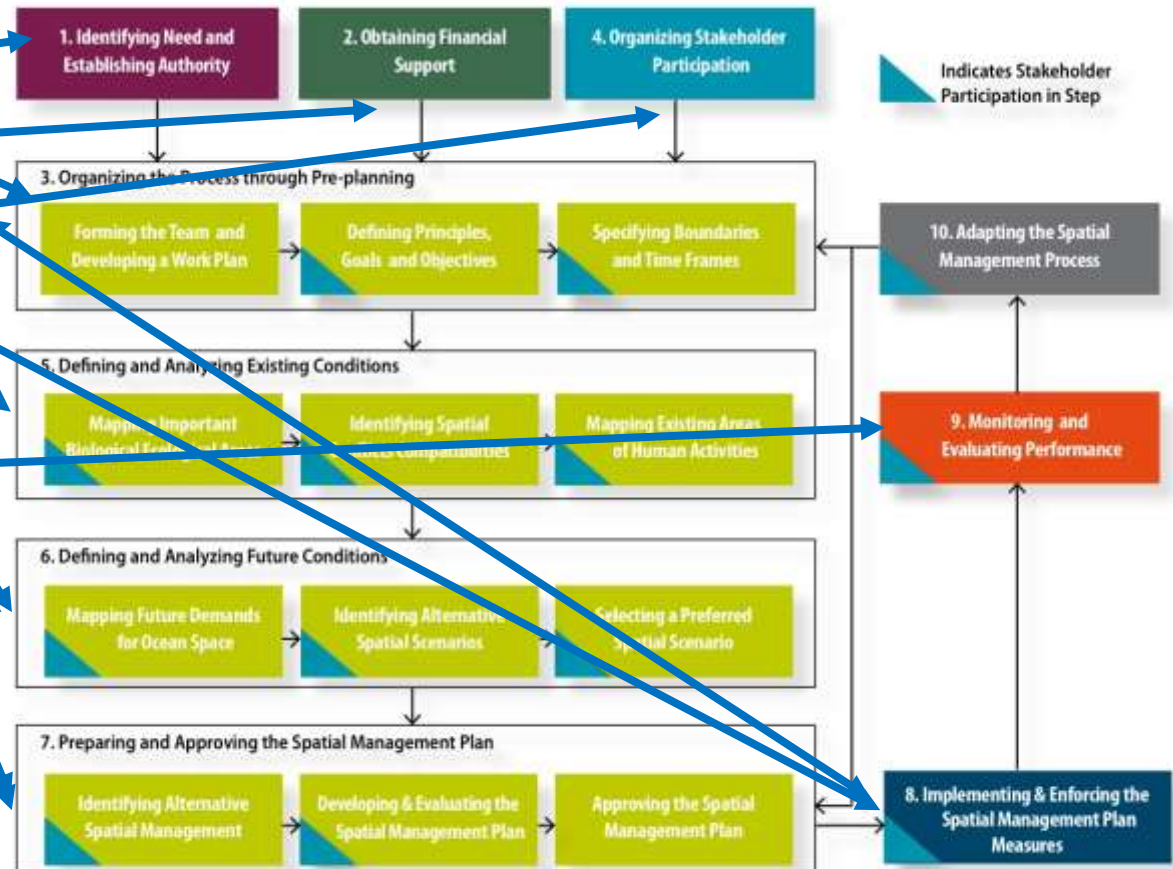 1. Identifying Need and
Establishing Authority
2. Obtaining Financial
Support
4. Organizing Stakeholder
Participation
Indicates Stakeholder
Participation in Step
3. Organizing the Process through Pre-planning
Forming the Team and
Developing a Work Plan
Defining Principles,
Goals and Objectives
Specifying Boundaries
and Time Frames
10. Adapting the Spatial
Management Process
5. Defining and Analyzing Existing Conditions
Mapping Important
Biological Ecological Areas
Identifying Spatial
Compatibilities
Mapping Existing Areas
of Human Activities
9. Monitoring and
Evaluating Performance
6. Defining and Analyzing Future Conditions
Mapping Future Demands
for Ocean Space
Identifying Alternative
Spatial Scenarios
Selecting a Preferred
Spatial Scenario
7. Preparing and Approving the Spatial Management Plan
Identifying Alternative
Spatial Management
Developing & Evaluating the
Spatial Management Plan
Approving the Spatial
Management Plan
8. Implementing & Enforcing the
Spatial Management Plan
Measures